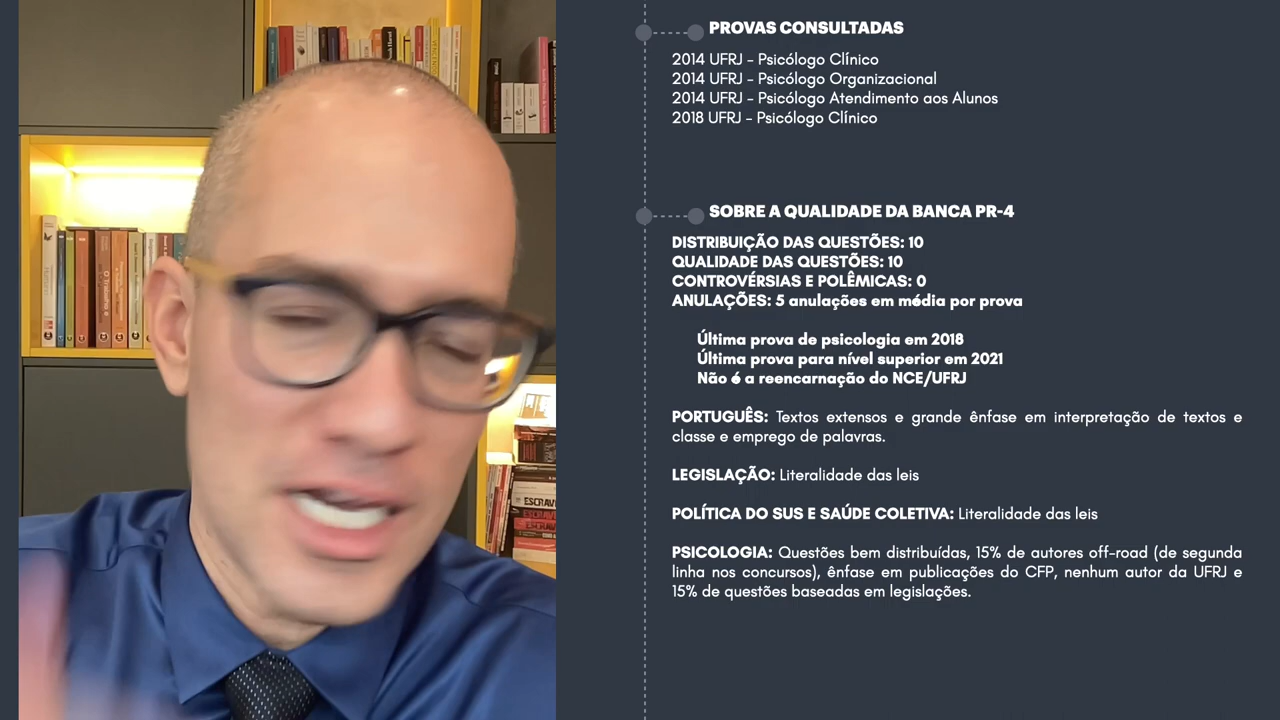 PROVAS CONSULTADAS
2014 UFRJ - Psicólogo Clínico
2014 UFRJ - Psicólogo Organizacional
2014 UFRJ - Psicólogo Atendimento aos Alunos
2018 UFRJ - Psicólogo Clínico
SOBRE A QUALIDADE DA BANCA PR-4
DISTRIBUIÇÃO DAS QUESTÕES: 10
QUALIDADE DAS QUESTÕES: 10
CONTROVÉRSIAS E POLÊMICAS: 0
ANULAÇÕES: 5 anulações em média por prova
Última prova de psicologia em 2018
Última prova para nível superior em 2021
Não é a reencarnação do NCE/UFRJ
PORTUGUÊS: Textos extensos e grande ênfase em interpretação de textos e
classe e emprego de palavras.
LEGISLAÇÃO: Literalidade das leis
POLÍTICA DO SUS E SAÚDE COLETIVA: Literalidade das leis
PSICOLOGIA: Questões bem distribuídas, 15% de autores off-road (de segunda
linha nos concursos), ênfase em publicações do CFP, nenhum autor da UFRJ e
15% de questões baseadas em legislações.
ESCRAV